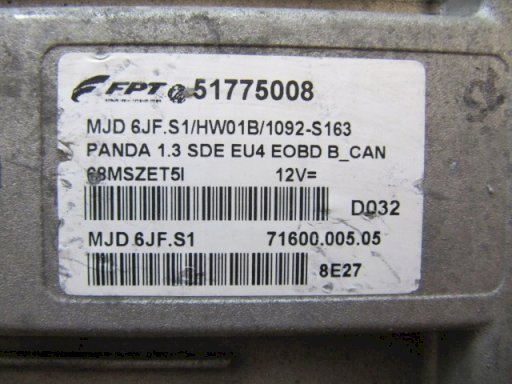 FPT 51775008
MJD 6JF.S1/HW01B/1092-S163
PANDA 1.3 SDE EU4 EOBD B_CAN
68MSZET5I 12V=
D032
MJD 6JF.S1 71600.005.05
8E27